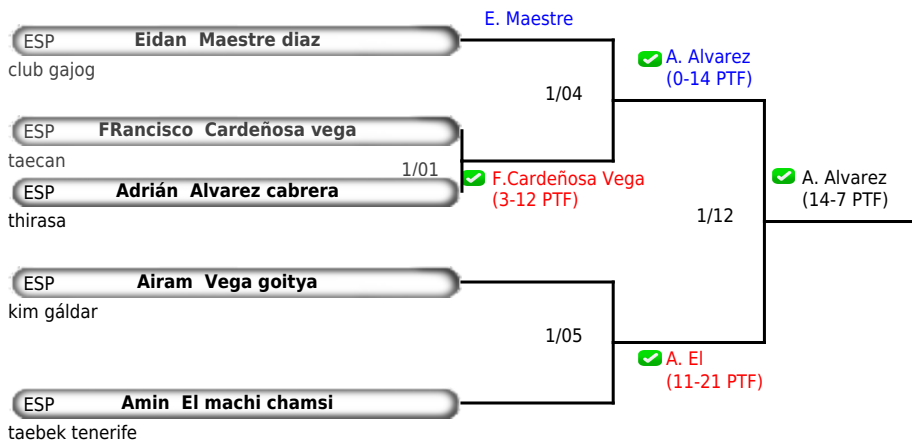 E. Maestre
ESP Eidan Maestre diaz
club gajog
A. Alvarez
(0-14 PTF)
1/04
ESP FRancisco Cardeñosa vega
taecan
1/01
ESP Adrián Alvarez cabrera
thirasa
F.Cardeñosa Vega
(3-12 PTF)
A. Alvarez
(14-7 PTF)
1/12
ESP Airam Vega goitya
kim gáldar
1/05
A. El
(11-21 PTF)
ESP Amin El machi chamsi
taebek tenerife